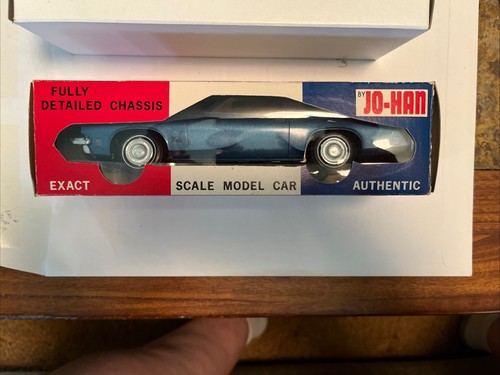 FULLY
DETAILED CHASSIS
BY JO-HAN
EXACT
SCALE MODEL CAR
AUTHENTIC